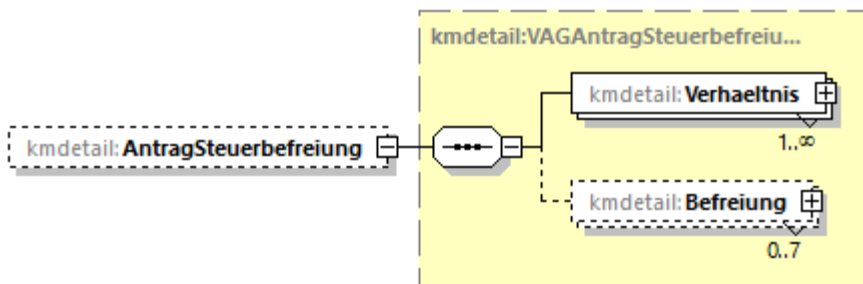 kmdetail:VAGAntragSteuerbefreiu...
kmdetail:Verhaeltnis
1..∞
kmdetail:AntragSteuerbefreiung
kmdetail:Befreiung
0..7